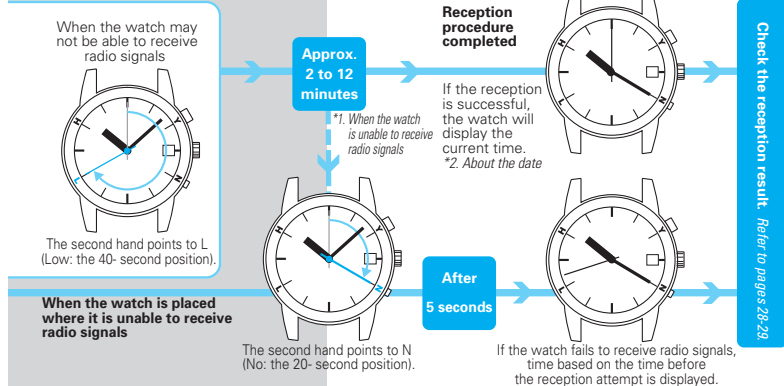 When the watch may
not be able to receive
radio signals
H
Y
L
N
The second hand points to L
(Low: the 40- second position).
Approx.
2 to 12
minutes
*1. When the watch
is unable to receive
radio signals
Reception
procedure
completed
If the reception
is successful,
the watch will
display the
current time.
*2. About the date
H
Y
L
N
When the watch is placed
where it is unable to receive
radio signals
H
Y
L
N
The second hand points to N
(No: the 20- second position).
After
5 seconds
H
Y
L
N
If the watch fails to receive radio signals,
time based on the time before
the reception attempt is displayed.
Check the reception result. Refer to pages 28-29.